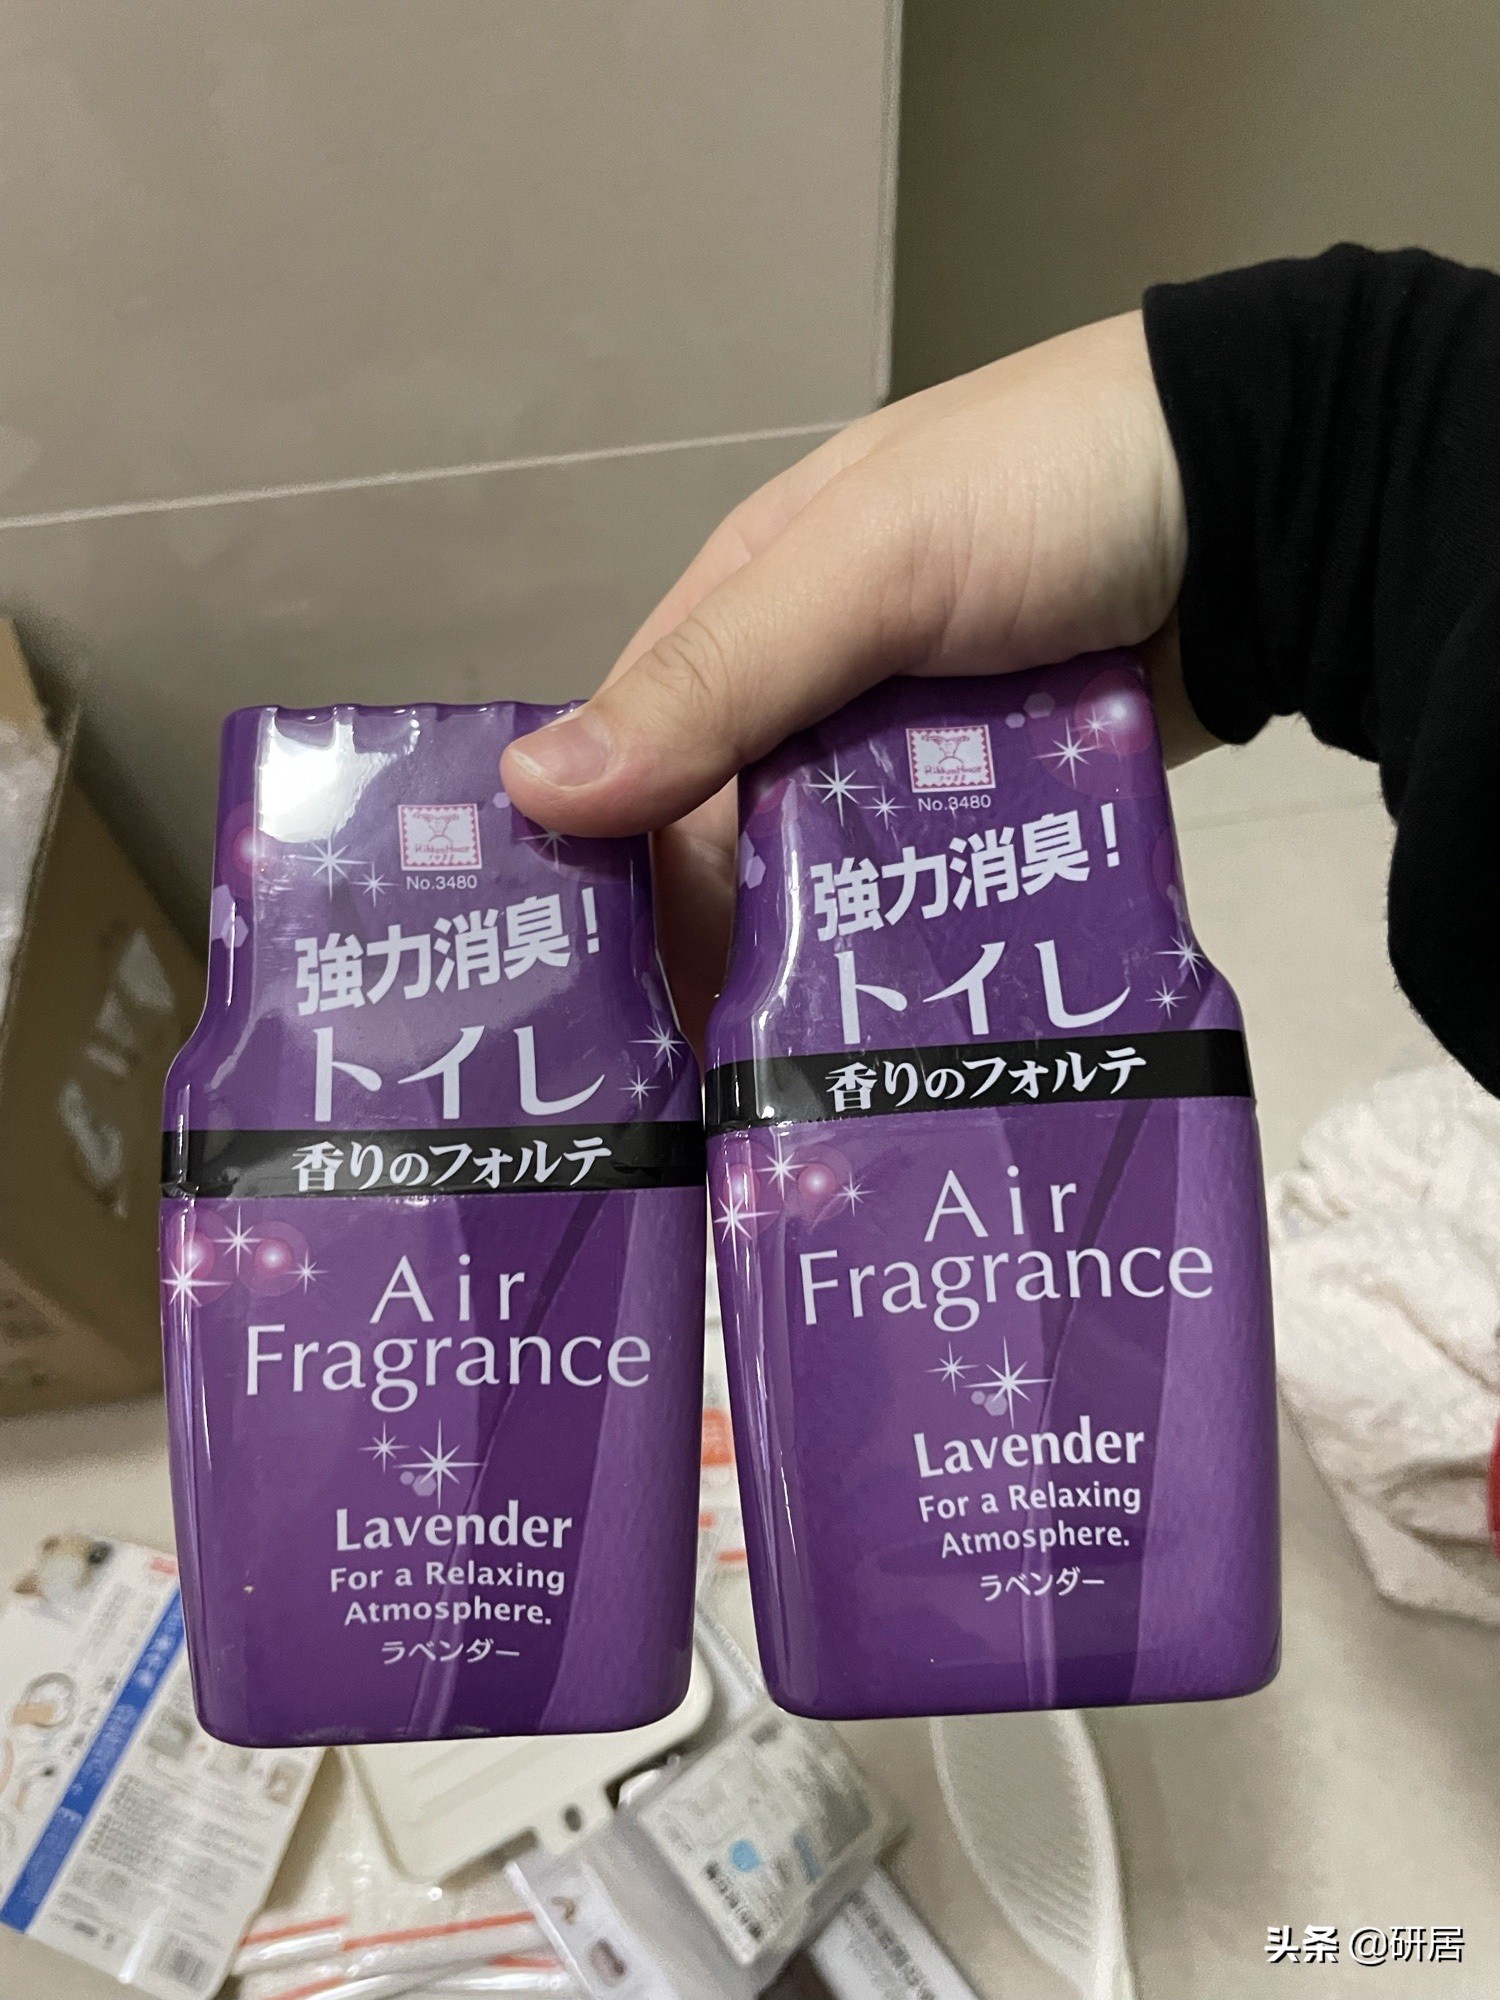 No.3480
強力消臭!
トイレ
香りのフォルテ
Air
Fragrance
Lavender
For a Relaxing
Atmosphere.
ラベンダー
No.3480
強力消臭!
トイレ
香りのフォルテ
Air
Fragrance
Lavender
For a Relaxing
Atmosphere.
ラベンダー
头条 @研居